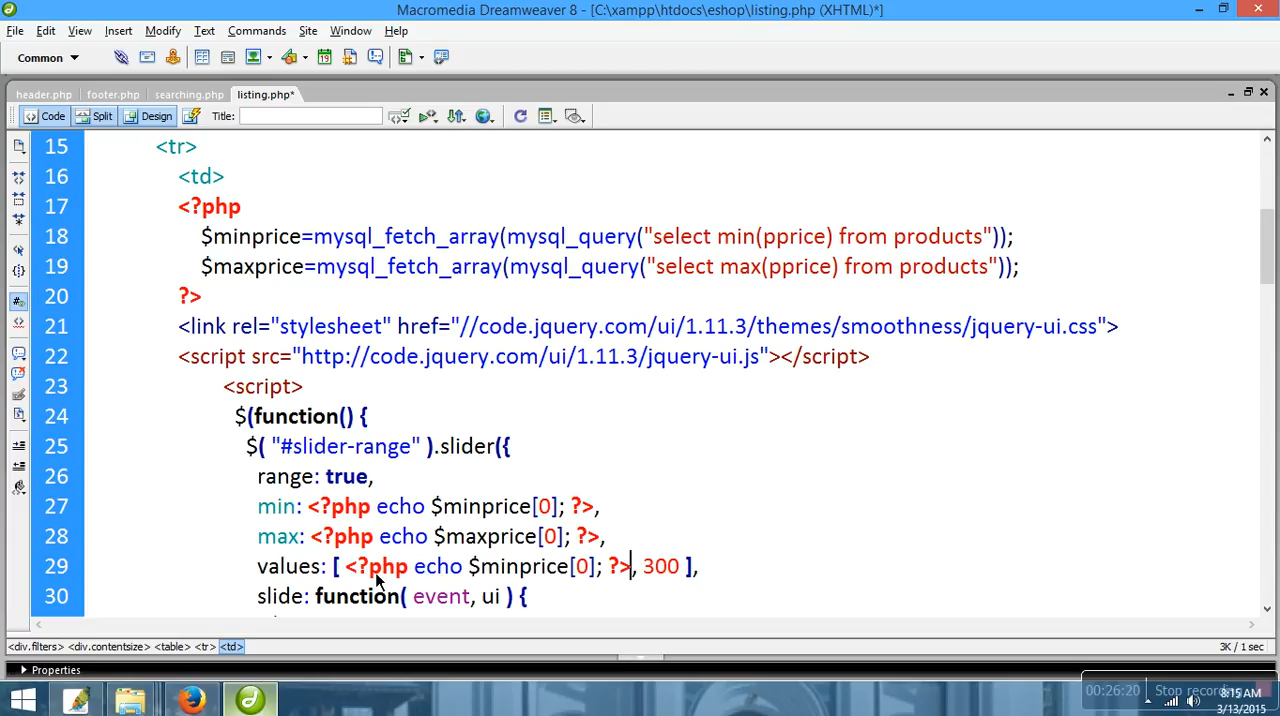 Macromedia Dreamweaver 8 - [C:\xampp\htdocs\eshop\listing.php (XHTML)*]
File Edit View Insert Modify Text Commands Site Window Help
Common
header.php footer.php searching.php listing.php*
Code Split Design Title:
15 <tr>
16 <td>
17 <?php
18 $minprice=mysql_fetch_array(mysql_query("select min(pprice) from products"));
19 $maxprice=mysql_fetch_array(mysql_query("select max(pprice) from products"));
20 ?>
21 <link rel="stylesheet" href="//code.jquery.com/ui/1.11.3/themes/smoothness/jquery-ui.css">
22 <script src="http://code.jquery.com/ui/1.11.3/jquery-ui.js"></script>
23 <script>
24 $(function() {
25 $( "#slider-range" ).slider({
26 range: true,
27 min: <?php echo $minprice[0]; ?>,
28 max: <?php echo $maxprice[0]; ?>,
29 values: [ <?php echo $minprice[0]; ?>, 300 ],
30 slide: function( event, ui ) {
<div.filters> <div.contentsize> <table> <tr> <td> 3K / 1 sec
Properties
00:26:20 Stop recording
8:15 AM
3/13/2015